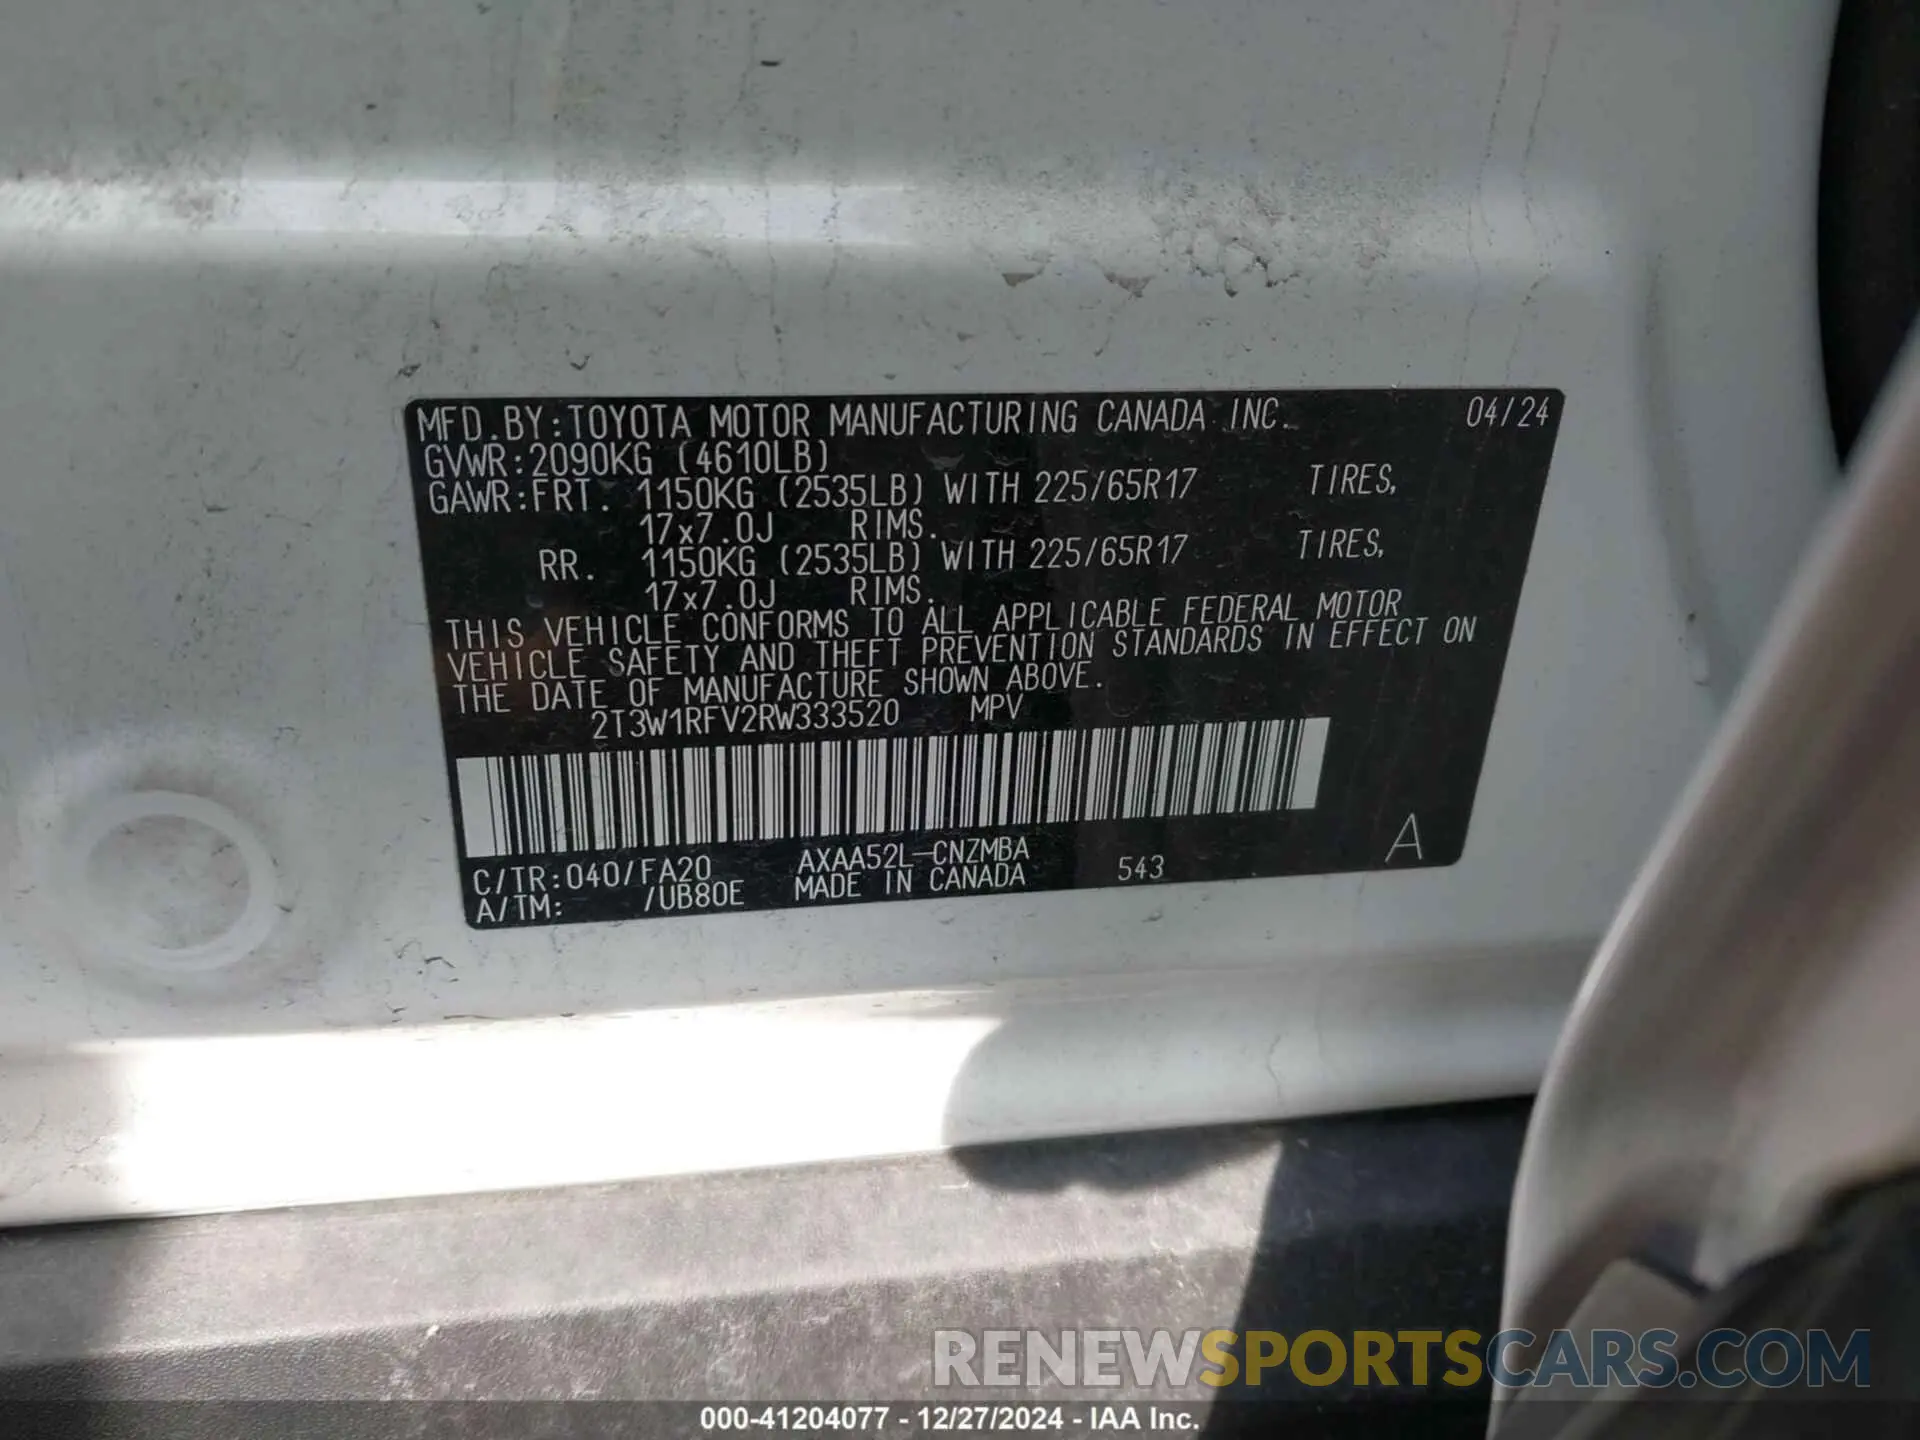 MFD.BY:TOYOTA MOTOR MANUFACTURING CANADA INC. 04/24
GVWR:2090KG (4610LB)
GAWR:FRT. 1150KG (2535LB) WITH 225/65R17 TIRES,
17x7.0J RIMS.
RR. 1150KG (2535LB) WITH 225/65R17 TIRES,
17x7.0J RIMS.
THIS VEHICLE CONFORMS TO ALL APPLICABLE FEDERAL MOTOR
VEHICLE SAFETY AND THEFT PREVENTION STANDARDS IN EFFECT ON
THE DATE OF MANUFACTURE SHOWN ABOVE.
2T3W1RFV2RW333520 MPV
C/TR:040/FA20 AXAA52L-CNZMBA
A/TM: /UB80E MADE IN CANADA 543 A
RENEWSPORTSCARS.COM
000-41204077 - 12/27/2024 - IAA Inc.